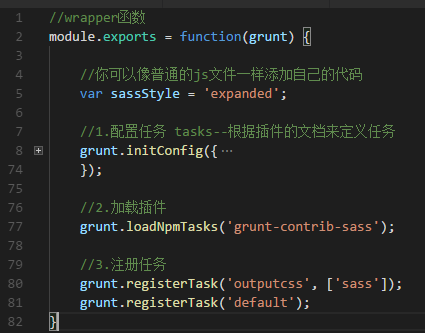 1 //wrapper函数
2 module.exports = function(grunt) {
3
4 //你可以像普通的js文件一样添加自己的代码
5 var sassStyle = 'expanded';
6
7 //1.配置任务 tasks--根据插件的文档来定义任务
8 grunt.initConfig({⋯
74 });
75
76 //2.加载插件
77 grunt.loadNpmTasks('grunt-contrib-sass');
78
79 //3.注册任务
80 grunt.registerTask('outputcss', ['sass']);
81 grunt.registerTask('default');
82 }